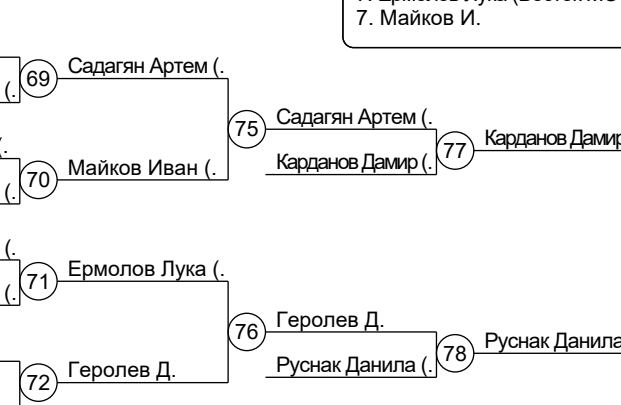 7. Майков И.
Садагян Артем (.
69
(.
Садагян Артем (.
75
Карданов Дамир
77
(.
Майков Иван (.
Карданов Дамир (.
70
(.
(.
Ермолов Лука (.
71
(.
Геролев Д.
76
Руснак Данила
78
Геролев Д.
Руснак Данила (.
72